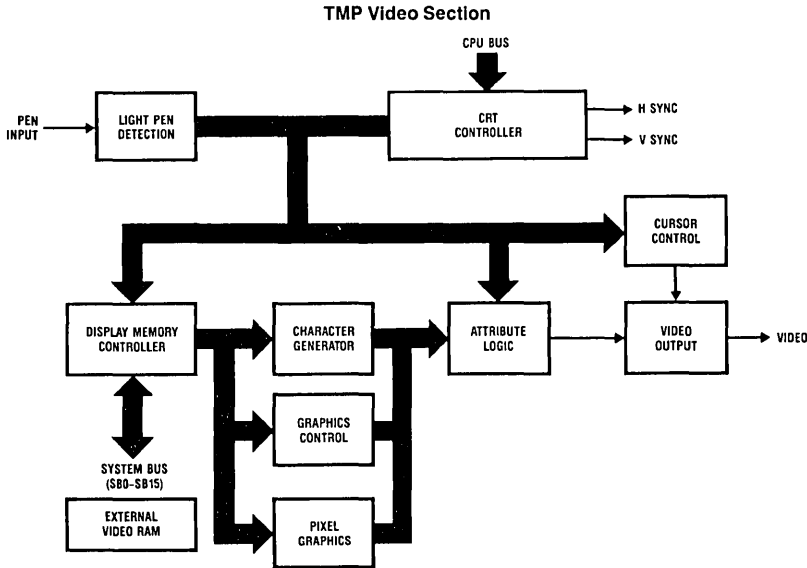 TMP Video Section
CPU BUS
PEN
INPUT
LIGHT PEN
DETECTION
CRT
CONTROLLER
H SYNC
V SYNC
CURSOR
CONTROL
DISPLAY MEMORY
CONTROLLER
CHARACTER
GENERATOR
ATTRIBUTE
LOGIC
VIDEO
OUTPUT
VIDEO
GRAPHICS
CONTROL
SYSTEM BUS
(SB0-SB15)
EXTERNAL
VIDEO RAM
PIXEL
GRAPHICS